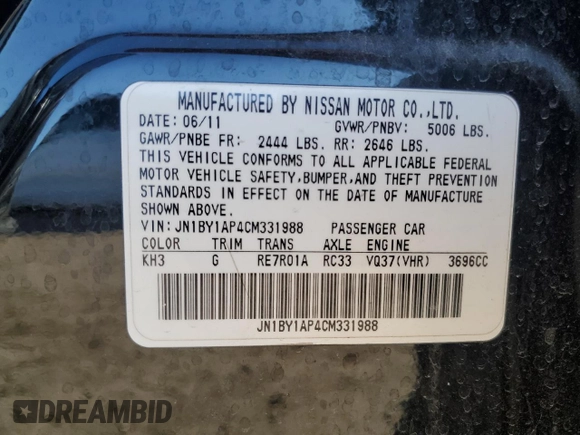 MANUFACTURED BY NISSAN MOTOR CO.,LTD.
DATE: 06/11 GVWR/PNBV: 5006 LBS.
GAWR/PNBE FR: 2444 LBS. RR: 2646 LBS.
THIS VEHICLE CONFORMS TO ALL APPLICABLE FEDERAL
MOTOR VEHICLE SAFETY,BUMPER,AND THEFT PREVENTION
STANDARDS IN EFFECT ON THE DATE OF MANUFACTURE
SHOWN ABOVE.
VIN: JN1BY1AP4CM331988 PASSENGER CAR
COLOR TRIM TRANS AXLE ENGINE
KH3 G RE7R01A RC33 VQ37(VHR) 3696CC
JN1BY1AP4CM331988
DREAMBID